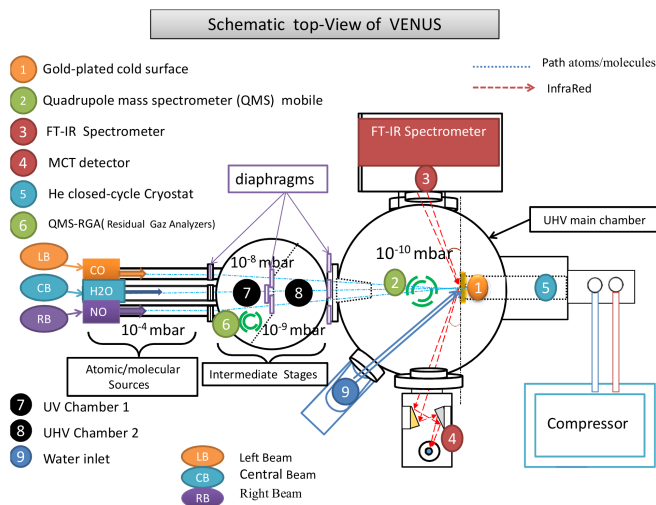 Schematic top-View of VENUS
1 Gold-plated cold surface
2 Quadrupole mass spectrometer (QMS) mobile
3 FT-IR Spectrometer
4 MCT detector
5 He closed-cycle Cryostat
6 QMS-RGA( Residual Gaz Analyzers)
Path atoms/molecules
InfraRed
FT-IR Spectrometer
3
diaphragms
UHV main chamber
LB
CB
RB
CO
H2O
NO
10-4 mbar
10-8 mbar
7
8
6
10-9 mbar
10-10 mbar
2
1
5
9
4
Atomic/molecular
Sources
Intermediate Stages
Compressor
7 UV Chamber 1
8 UHV Chamber 2
9 Water inlet
LB Left Beam
CB Central Beam
RB Right Beam